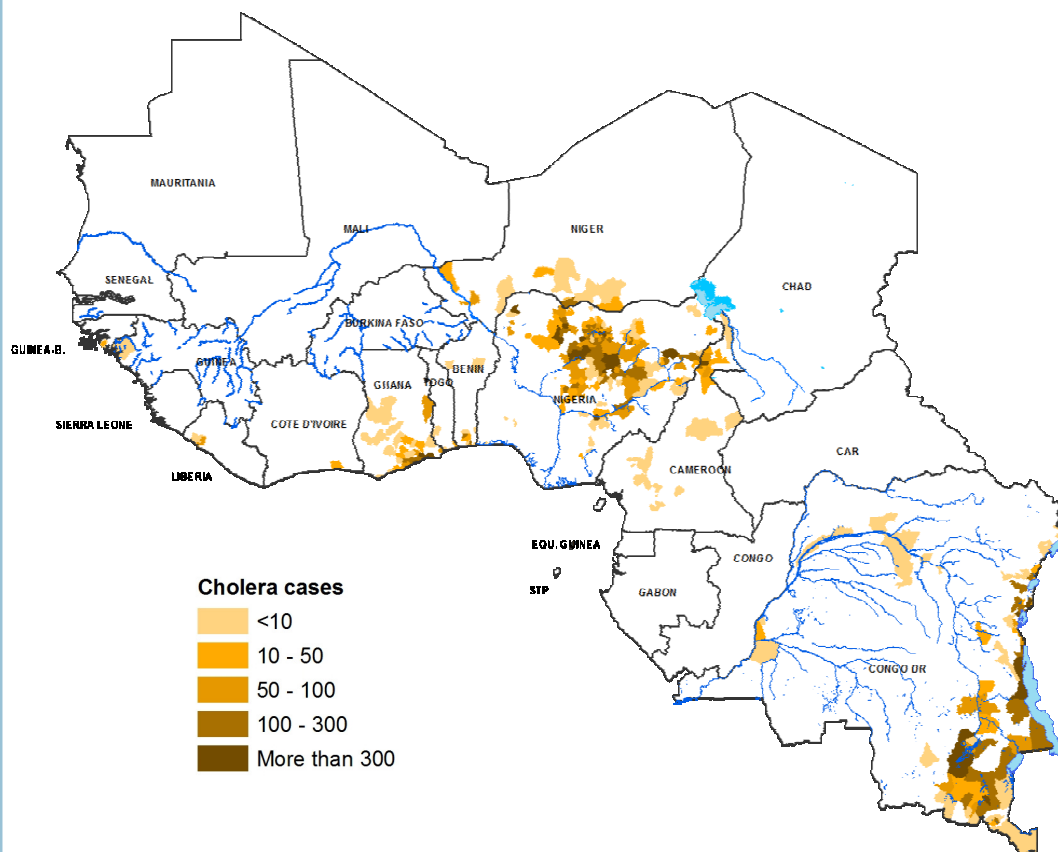 MAURITANIA
MALI
NIGER
SENEGAL
CHAD
BURKINA FASO
GUINEA-B.
GUINEA
BENIN
GHANA
TOGO
NIGERIA
SIERRA LEONE
COTE D'IVOIRE
CAR
LIBERIA
CAMEROON
EQU. GUINEA
CONGO
STP
GABON
CONGO DR
Cholera cases
<10
10 - 50
50 - 100
100 - 300
More than 300